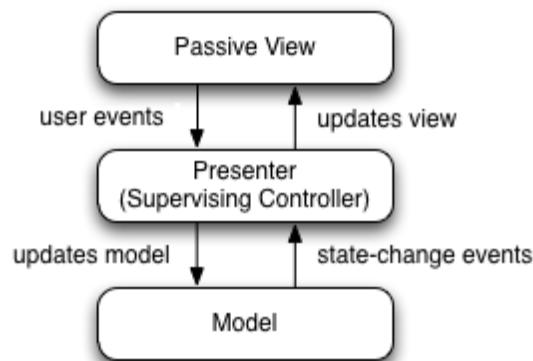 Passive View
user events
updates view
Presenter
(Supervising Controller)
updates model
state-change events
Model